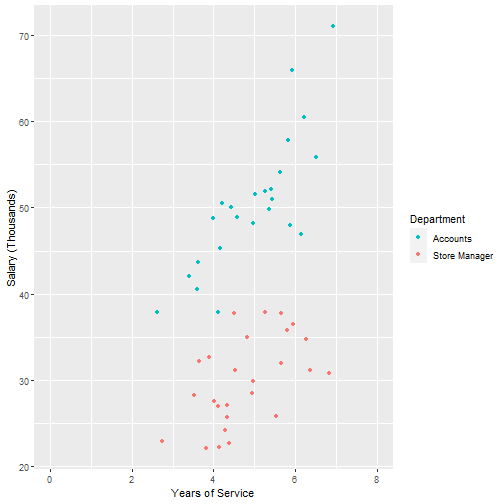 Salary (Thousands)
70
60
50
40
30
20
0 2 4 6 8
Years of Service
Department
Accounts
Store Manager